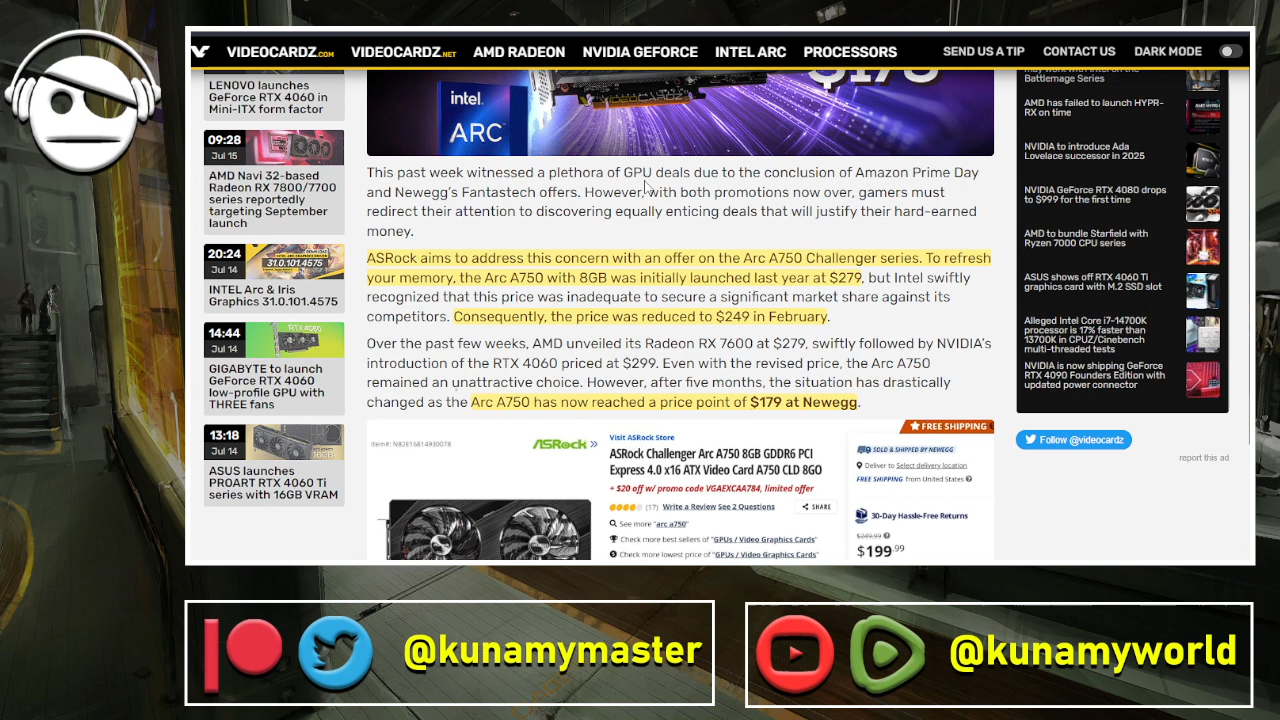 VIDEOCARDZ.COM VIDEOCARDZ.NET AMD RADEON NVIDIA GEFORCE INTEL ARC PROCESSORS SEND US A TIP CONTACT US DARK MODE
LENOVO launches
GeForce RTX 4060 in
Mini-ITX form factor
09:28
Jul 15
AMD Navi 32-based
Radeon RX 7800/7700
series reportedly
targeting September
launch
20:24
Jul 14
INTEL Arc & Iris
Graphics 31.0.101.4575
14:44
Jul 14
RTX 4060
GIGABYTE to launch
GeForce RTX 4060
low-profile GPU with
THREE fans
13:18
Jul 14
ASUS launches
PROART RTX 4060 Ti
series with 16GB VRAM
intel.
ARC
VIDEOCARDZ
This past week witnessed a plethora of GPU deals due to the conclusion of Amazon Prime Day
and Newegg's Fantastech offers. However, with both promotions now over, gamers must
redirect their attention to discovering equally enticing deals that will justify their hard-earned
money.
ASRock aims to address this concern with an offer on the Arc A750 Challenger series. To refresh
your memory, the Arc A750 with 8GB was initially launched last year at $279, but Intel swiftly
recognized that this price was inadequate to secure a significant market share against its
competitors. Consequently, the price was reduced to $249 in February.
Over the past few weeks, AMD unveiled its Radeon RX 7600 at $279, swiftly followed by NVIDIA's
introduction of the RTX 4060 priced at $299. Even with the revised price, the Arc A750
remained an unattractive choice. However, after five months, the situation has drastically
changed as the Arc A750 has now reached a price point of $179 at Newegg.
Item#: N82E16814930078
ASRock
Visit ASRock Store
ASRock Challenger Arc A750 8GB GDDR6 PCI
Express 4.0 x16 ATX Video Card A750 CLD 8GO
+ $20 off w/ promo code VGAEXCAA784, limited offer
(17) Write a Review See 2 Questions SHARE
See more "arc a750"
Check more best sellers of "GPUs / Video Graphics Cards"
Check more lowest price of "GPUs / Video Graphics Cards"
FREE SHIPPING
SOLD & SHIPPED BY NEWEGG
Deliver to Select delivery location
FREE SHIPPING from United States
30-Day Hassle-Free Returns
$249.99
$199.99
may work with Intel on the
Battlemage Series
AMD has failed to launch HYPR-
RX on time
NVIDIA to introduce Ada
Lovelace successor in 2025
NVIDIA GeForce RTX 4080 drops
to $999 for the first time
AMD to bundle Starfield with
Ryzen 7000 CPU series
ASUS shows off RTX 4060 Ti
graphics card with M.2 SSD slot
Alleged Intel Core i7-14700K
processor is 17% faster than
13700K in CPUZ/Cinebench
multi-threaded tests
NVIDIA is now shipping GeForce
RTX 4090 Founders Edition with
updated power connector
Follow @videocardz
report this ad
@kunamymaster
@kunamyworld